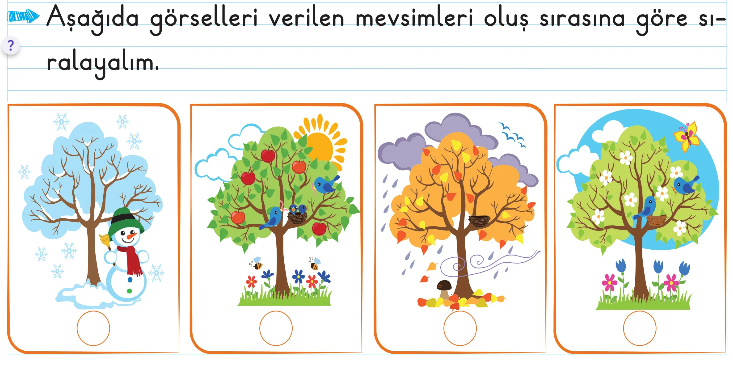 Aşağıda görselleri verilen mevsimleri oluş sırasına göre sı-
?
ralayalım.